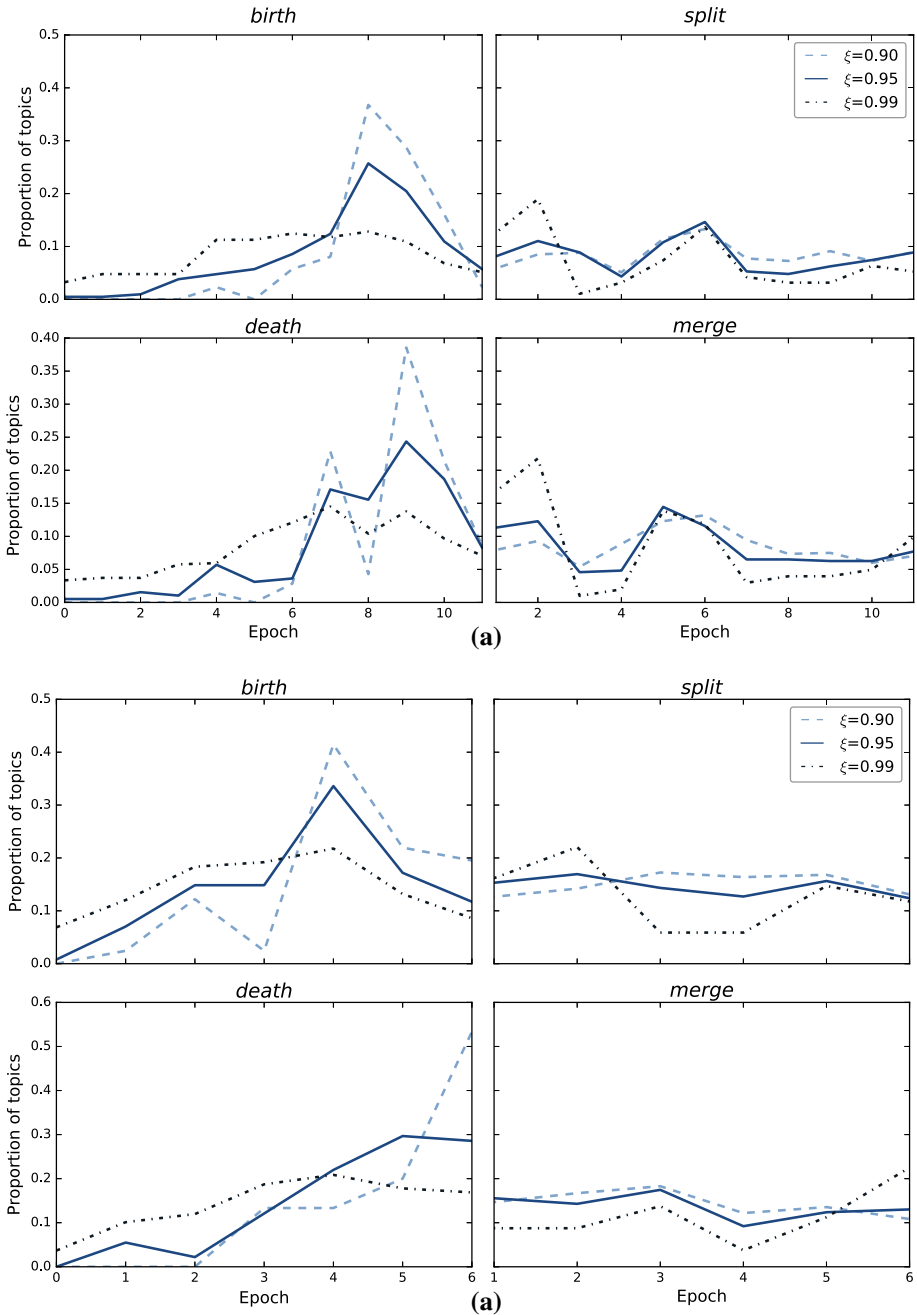 birth
split
0.5
0.4
0.3
0.2
0.1
0.0
Proportion of topics
ξ=0.90
ξ=0.95
ξ=0.99
death
merge
0.40
0.35
0.30
0.25
0.20
0.15
0.10
0.05
0.00
Proportion of topics
0 2 4 6 8 10
2 4 6 8 10
Epoch
Epoch
(a)
birth
split
0.5
0.4
0.3
0.2
0.1
0.0
Proportion of topics
ξ=0.90
ξ=0.95
ξ=0.99
death
merge
0.6
0.5
0.4
0.3
0.2
0.1
0.0
Proportion of topics
0 1 2 3 4 5 6
1 2 3 4 5 6
Epoch
Epoch
(a)